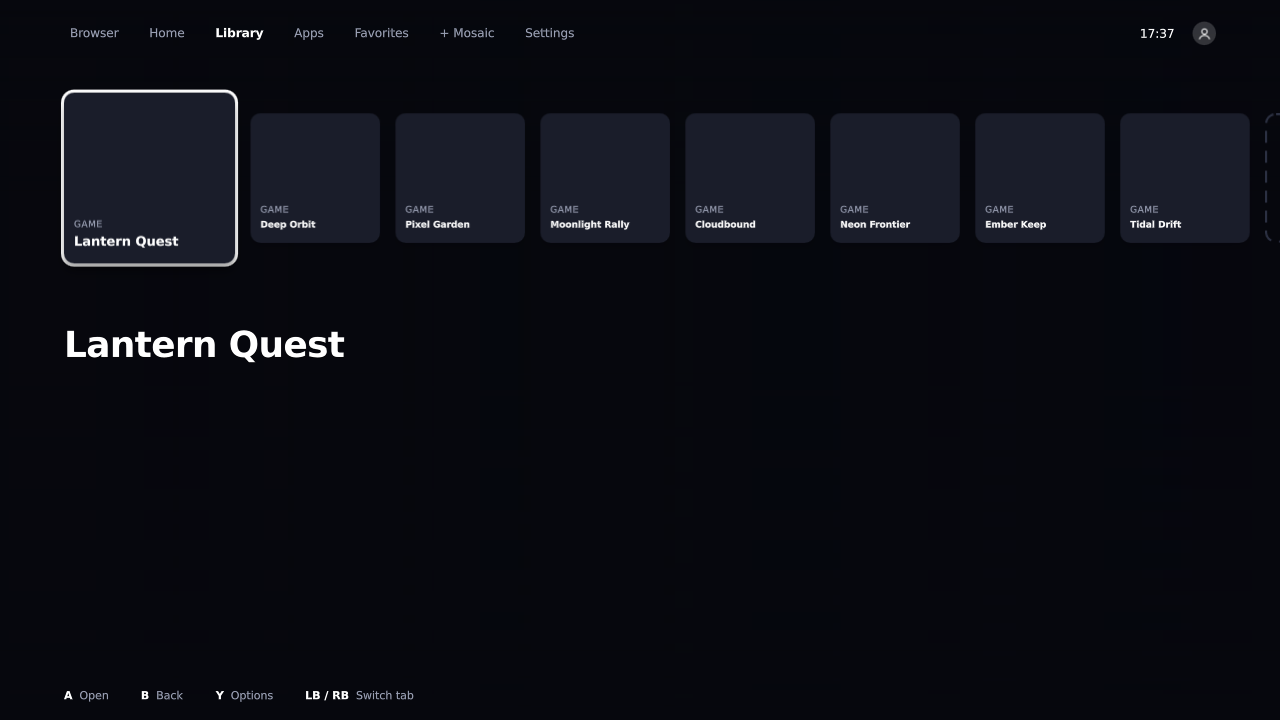 Browser Home Library Apps Favorites + Mosaic Settings 17:37
GAME
Lantern Quest
GAME
Deep Orbit
GAME
Pixel Garden
GAME
Moonlight Rally
GAME
Cloudbound
GAME
Neon Frontier
GAME
Ember Keep
GAME
Tidal Drift
Lantern Quest
A Open B Back Y Options LB / RB Switch tab